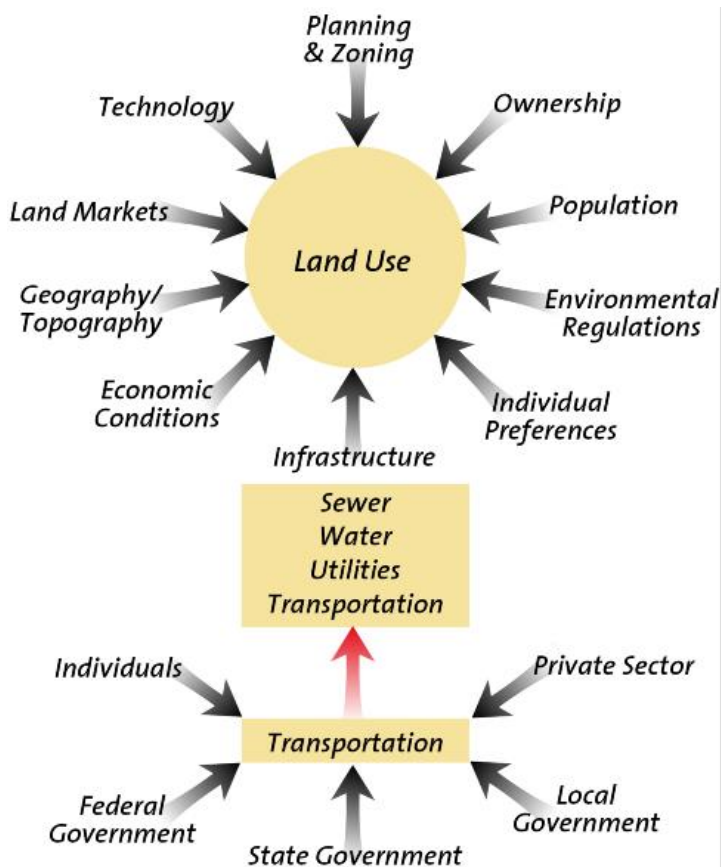 Planning
& Zoning
Technology
Ownership
Land Markets
Population
Land Use
Geography/
Topography
Environmental
Regulations
Economic
Conditions
Individual
Preferences
Infrastructure
Sewer
Water
Utilities
Transportation
Individuals
Private Sector
Transportation
Federal
Government
Local
Government
State Government